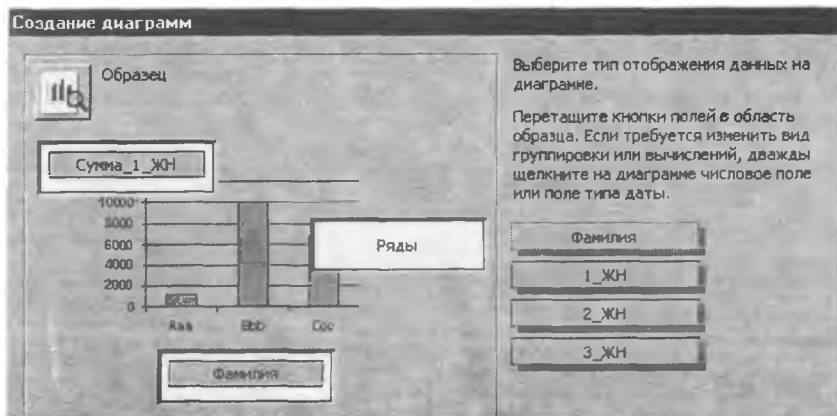 Создание диаграмм
Образец
Сумма_1_ЖН
10000
8000
6000
4000
2000
0
Ряды
Aaa
Bbb
Ccc
Фамилия
Выберите тип отображения данных на
диаграмме.
Перетащите кнопки полей в область
образца. Если требуется изменить вид
группировки или вычислений, дважды
щелкните на диаграмме числовое поле
или поле типа даты.
Фамилия
1_ЖН
2_ЖН
3_ЖН